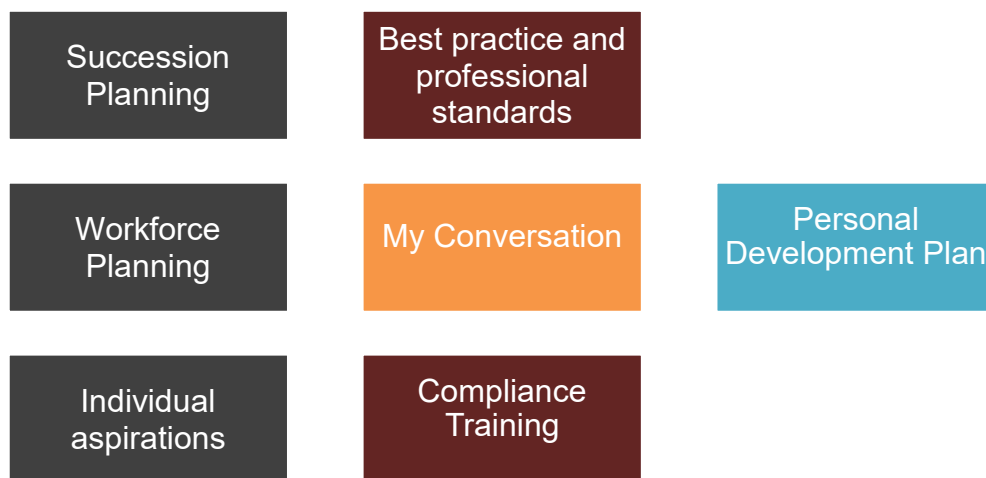 Succession
Planning
Best practice and
professional
standards
Workforce
Planning
My Conversation
Personal
Development Plan
Individual
aspirations
Compliance
Training